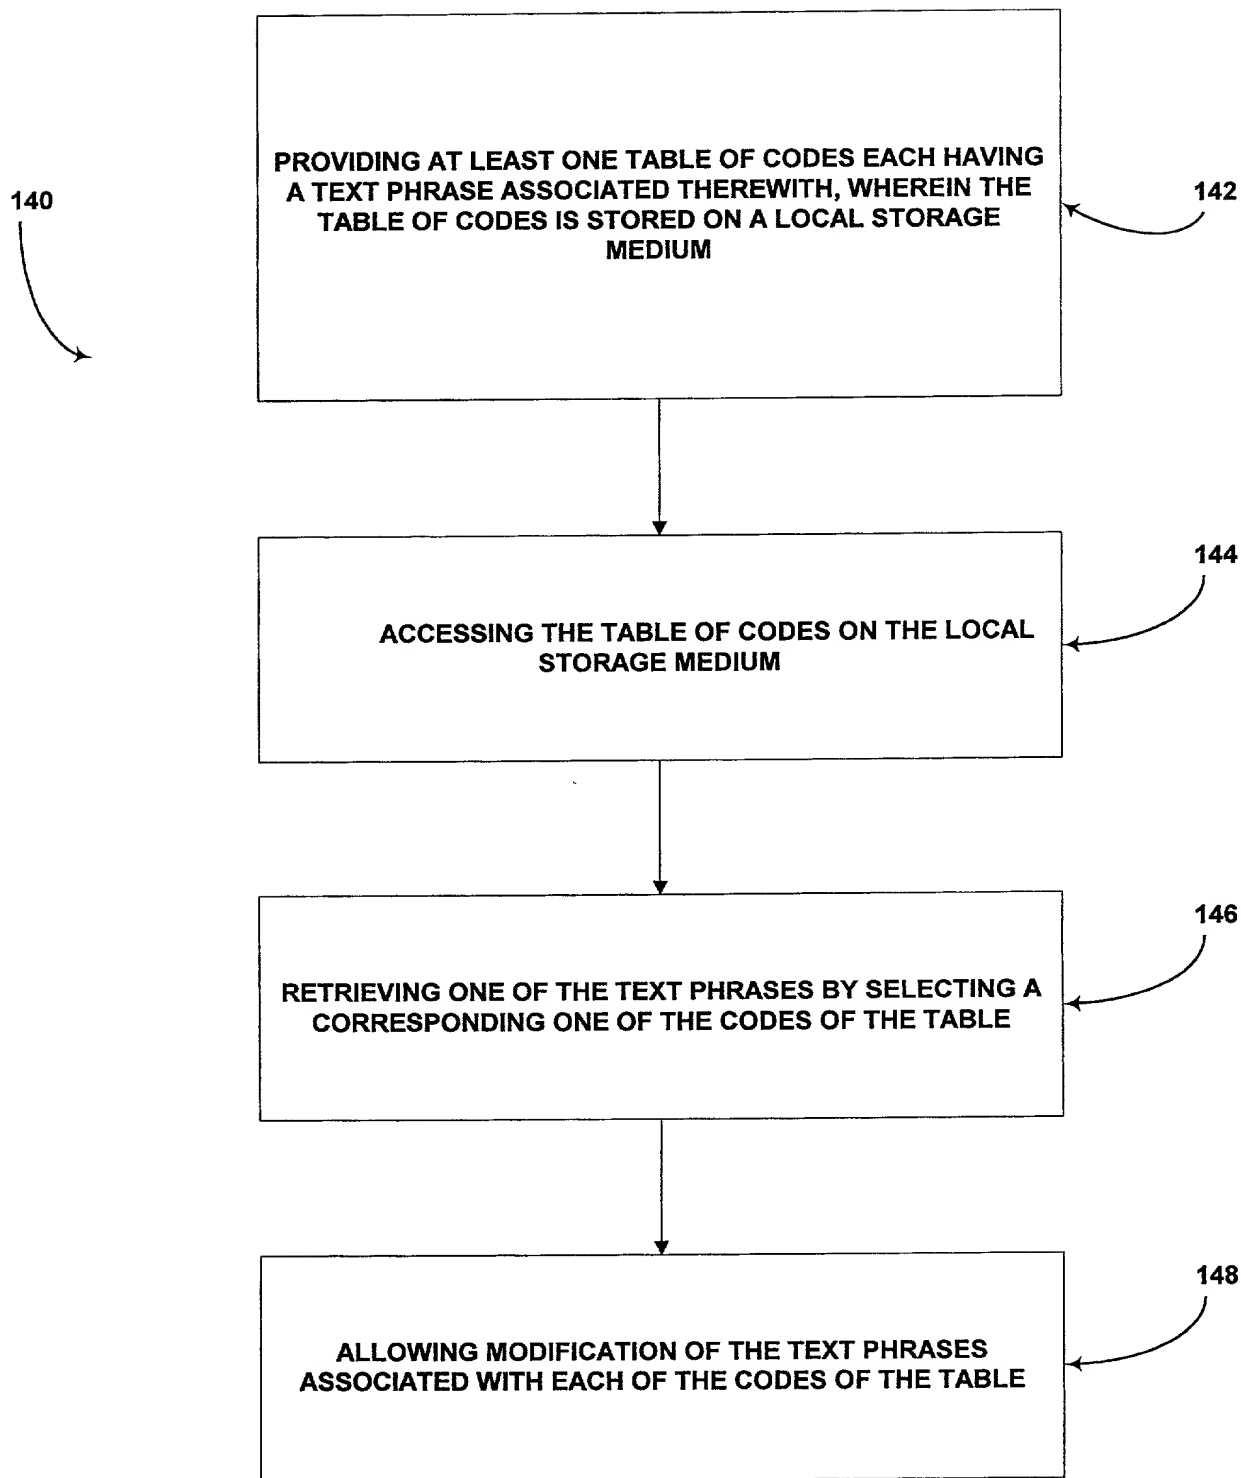 PROVIDING AT LEAST ONE TABLE OF CODES EACH HAVING
A TEXT PHRASE ASSOCIATED THEREWITH, WHEREIN THE
TABLE OF CODES IS STORED ON A LOCAL STORAGE
MEDIUM
140
142
ACCESSING THE TABLE OF CODES ON THE LOCAL
STORAGE MEDIUM
144
RETRIEVING ONE OF THE TEXT PHRASES BY SELECTING A
CORRESPONDING ONE OF THE CODES OF THE TABLE
146
ALLOWING MODIFICATION OF THE TEXT PHRASES
ASSOCIATED WITH EACH OF THE CODES OF THE TABLE
148